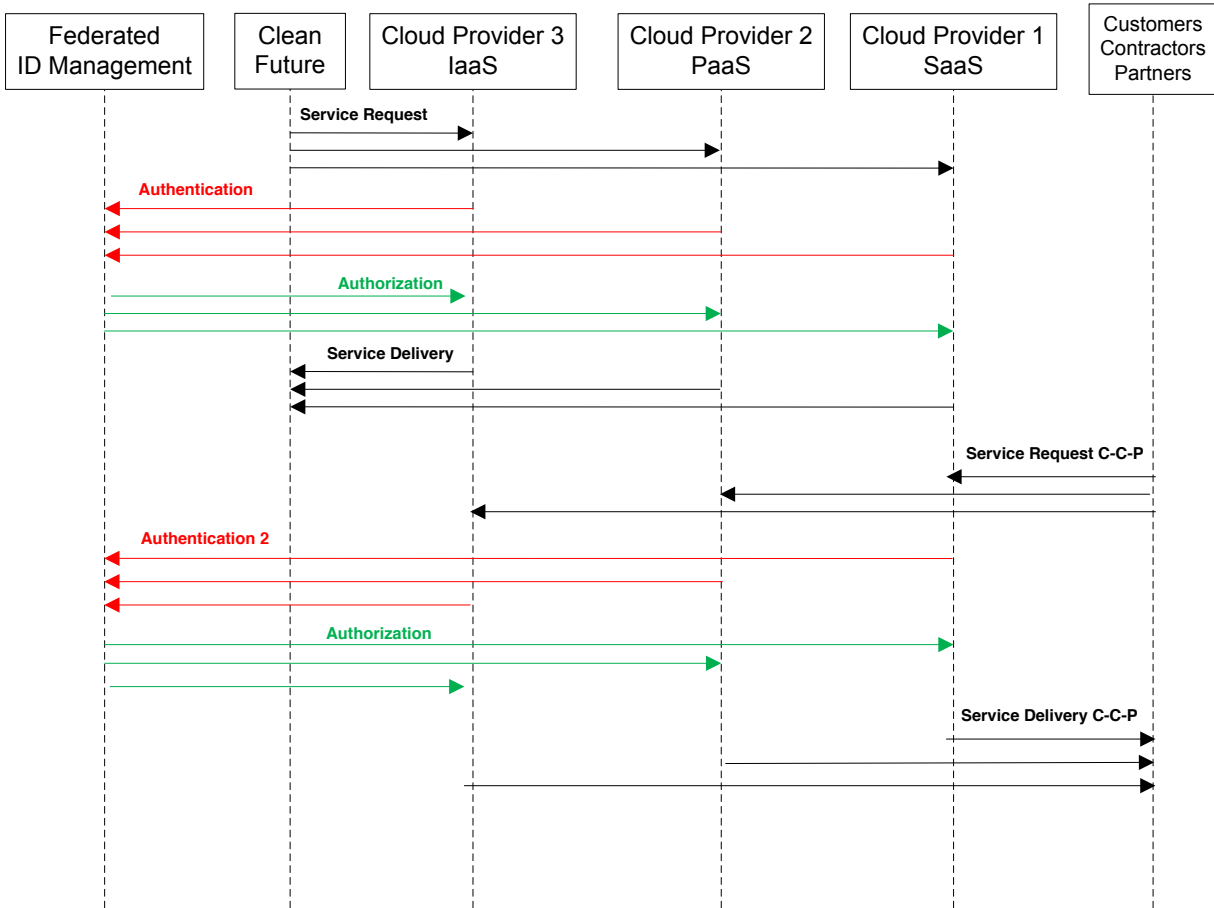 Federated
ID Management
Clean
Future
Cloud Provider 3
IaaS
Cloud Provider 2
PaaS
Cloud Provider 1
SaaS
Customers
Contractors
Partners
Service Request
Authentication
Authorization
Service Delivery
Service Request C-C-P
Authentication 2
Authorization
Service Delivery C-C-P